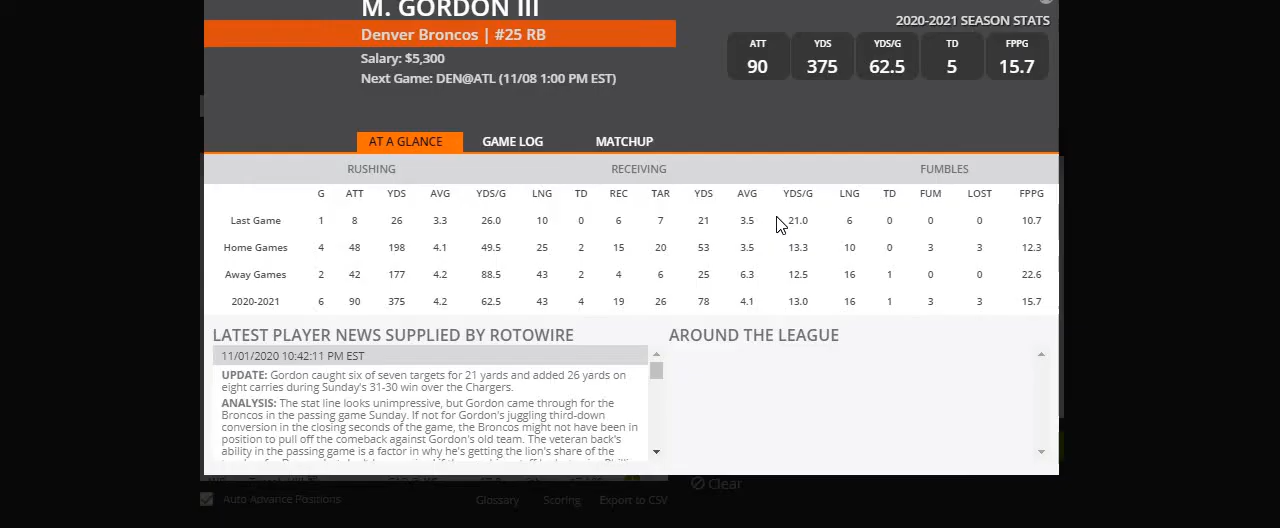 M. GORDON III
Denver Broncos | #25 RB
Salary: $5,300
Next Game: DEN@ATL (11/08 1:00 PM EST)
2020-2021 SEASON STATS
ATT YDS YDS/G TD FPPG
90 375 62.5 5 15.7
AT A GLANCE GAME LOG MATCHUP
RUSHING RECEIVING FUMBLES
G ATT YDS AVG YDS/G LNG TD REC TAR YDS AVG YDS/G LNG TD FUM LOST FPPG
Last Game 1 8 26 3.3 26.0 10 0 6 7 21 3.5 21.0 6 0 0 0 10.7
Home Games 4 48 198 4.1 49.5 25 2 15 20 53 3.5 13.3 10 0 3 3 12.3
Away Games 2 42 177 4.2 88.5 43 2 4 6 25 6.3 12.5 16 1 0 0 22.6
2020-2021 6 90 375 4.2 62.5 43 4 19 26 78 4.1 13.0 16 1 3 3 15.7
LATEST PLAYER NEWS SUPPLIED BY ROTOWIRE
11/01/2020 10:42:11 PM EST
UPDATE: Gordon caught six of seven targets for 21 yards and added 26 yards on
eight carries during Sunday's 31-30 win over the Chargers.
ANALYSIS: The stat line looks unimpressive, but Gordon came through for the
Broncos in the passing game Sunday. If not for Gordon's juggling third-down
conversion in the closing seconds of the game, the Broncos might not have been in
position to pull off the comeback against Gordon's old team. The veteran back's
ability in the passing game is a factor in why he's getting the lion's share of the
AROUND THE LEAGUE
Clear
Auto Advance Positions Glossary Scoring Export to CSV